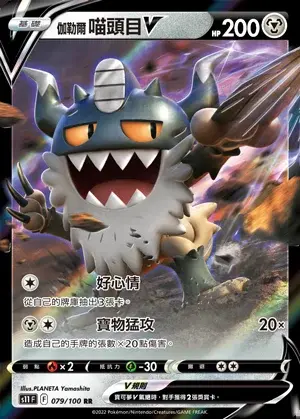 基礎 伽勒爾 喵頭目V HP 200
好心情
從自己的牌庫抽出3張卡。
寶物猛攻 20×
造成自己的手牌的張數×20點傷害。
弱點 ×2 抵抗力 -30 撤退
V規則
當寶可夢V氣絕時,對手獲得2張獎賞卡。
Illus.PLANETA Yamashita
s11 F F 079/100 RR
©2022 Pokémon/Nintendo/Creatures/GAME FREAK.